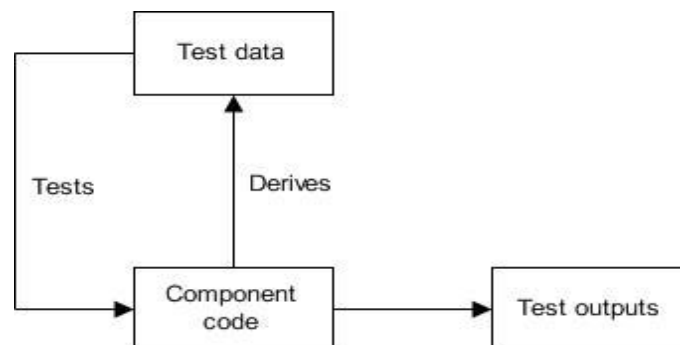 Test data
Tests
Derives
Component
code
Test outputs